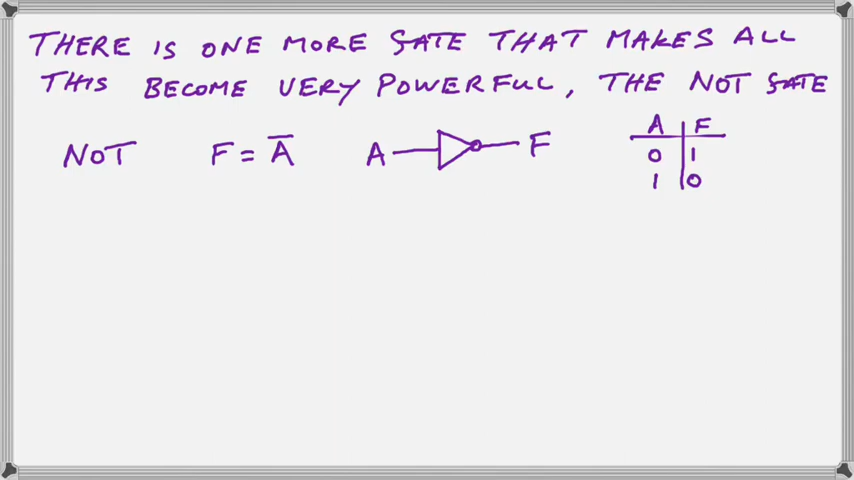 THERE IS ONE MORE GATE THAT MAKES ALL
THIS BECOME VERY POWERFUL, THE NOT GATE
NOT F = A̅ A F
A F
0 1
1 0